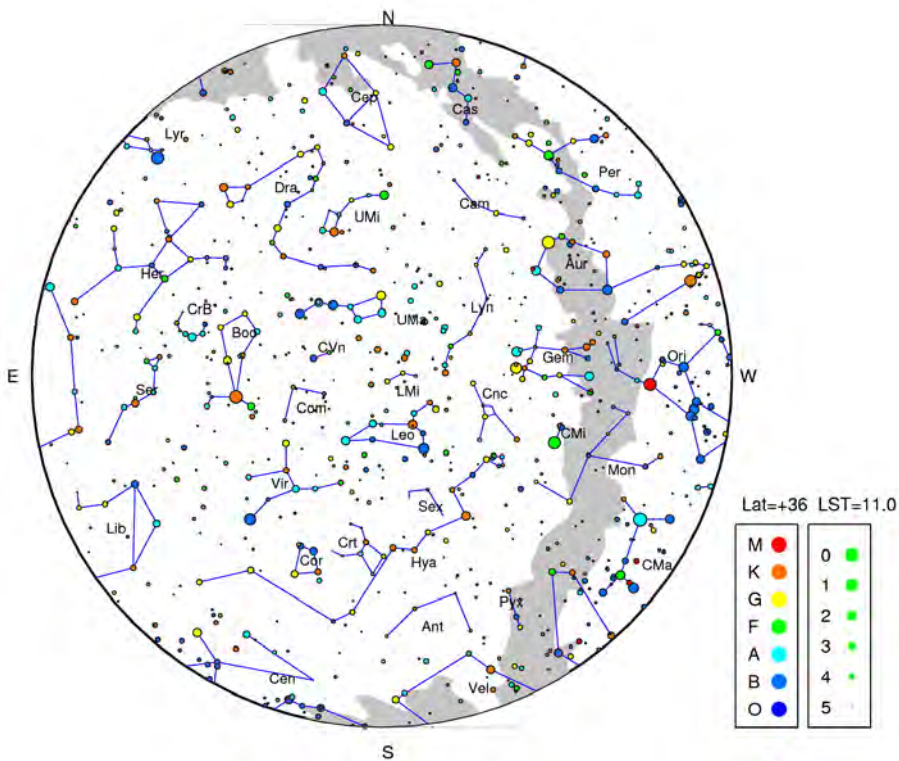 N
Cep
Cas
Lyr
Per
Dra
UMi
Cam
Aur
Her
CrB
Boo
UMa
Lyn
CVn
Gem
Ori
E
W
Ser
LMi
Cnc
Com
Leo
CMi
Mon
Vir
Sex
Lib
Crt
Cor
Hya
CMa
Pyx
Ant
Cen
Vel
S
Lat=+36 LST=11.0
M
K
G
F
A
B
O
0
1
2
3
4
5